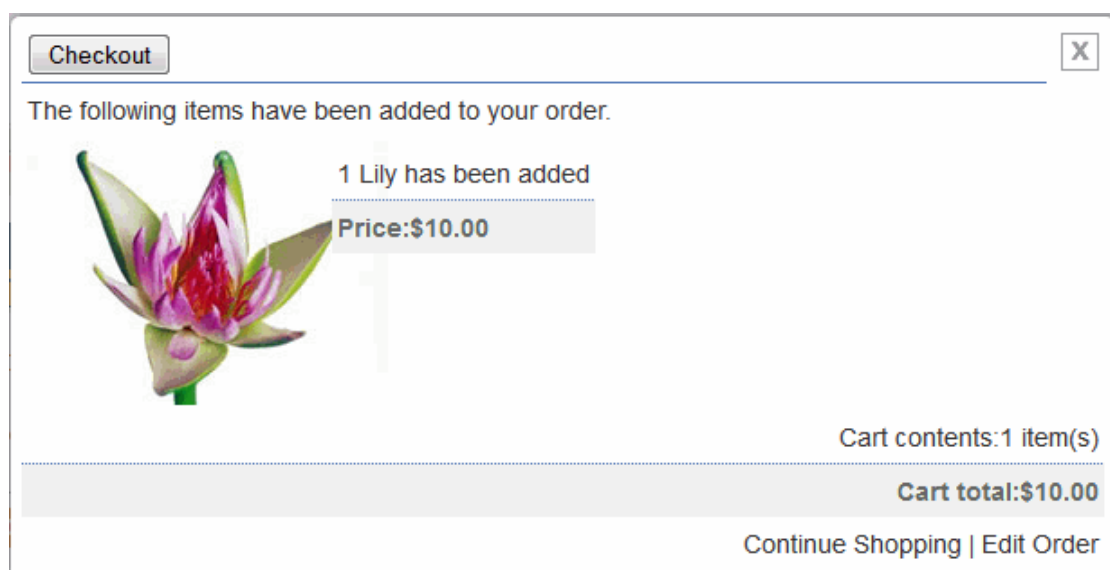 Checkout
X
The following items have been added to your order.
1 Lily has been added
Price:$10.00
Cart contents:1 item(s)
Cart total:$10.00
Continue Shopping | Edit Order